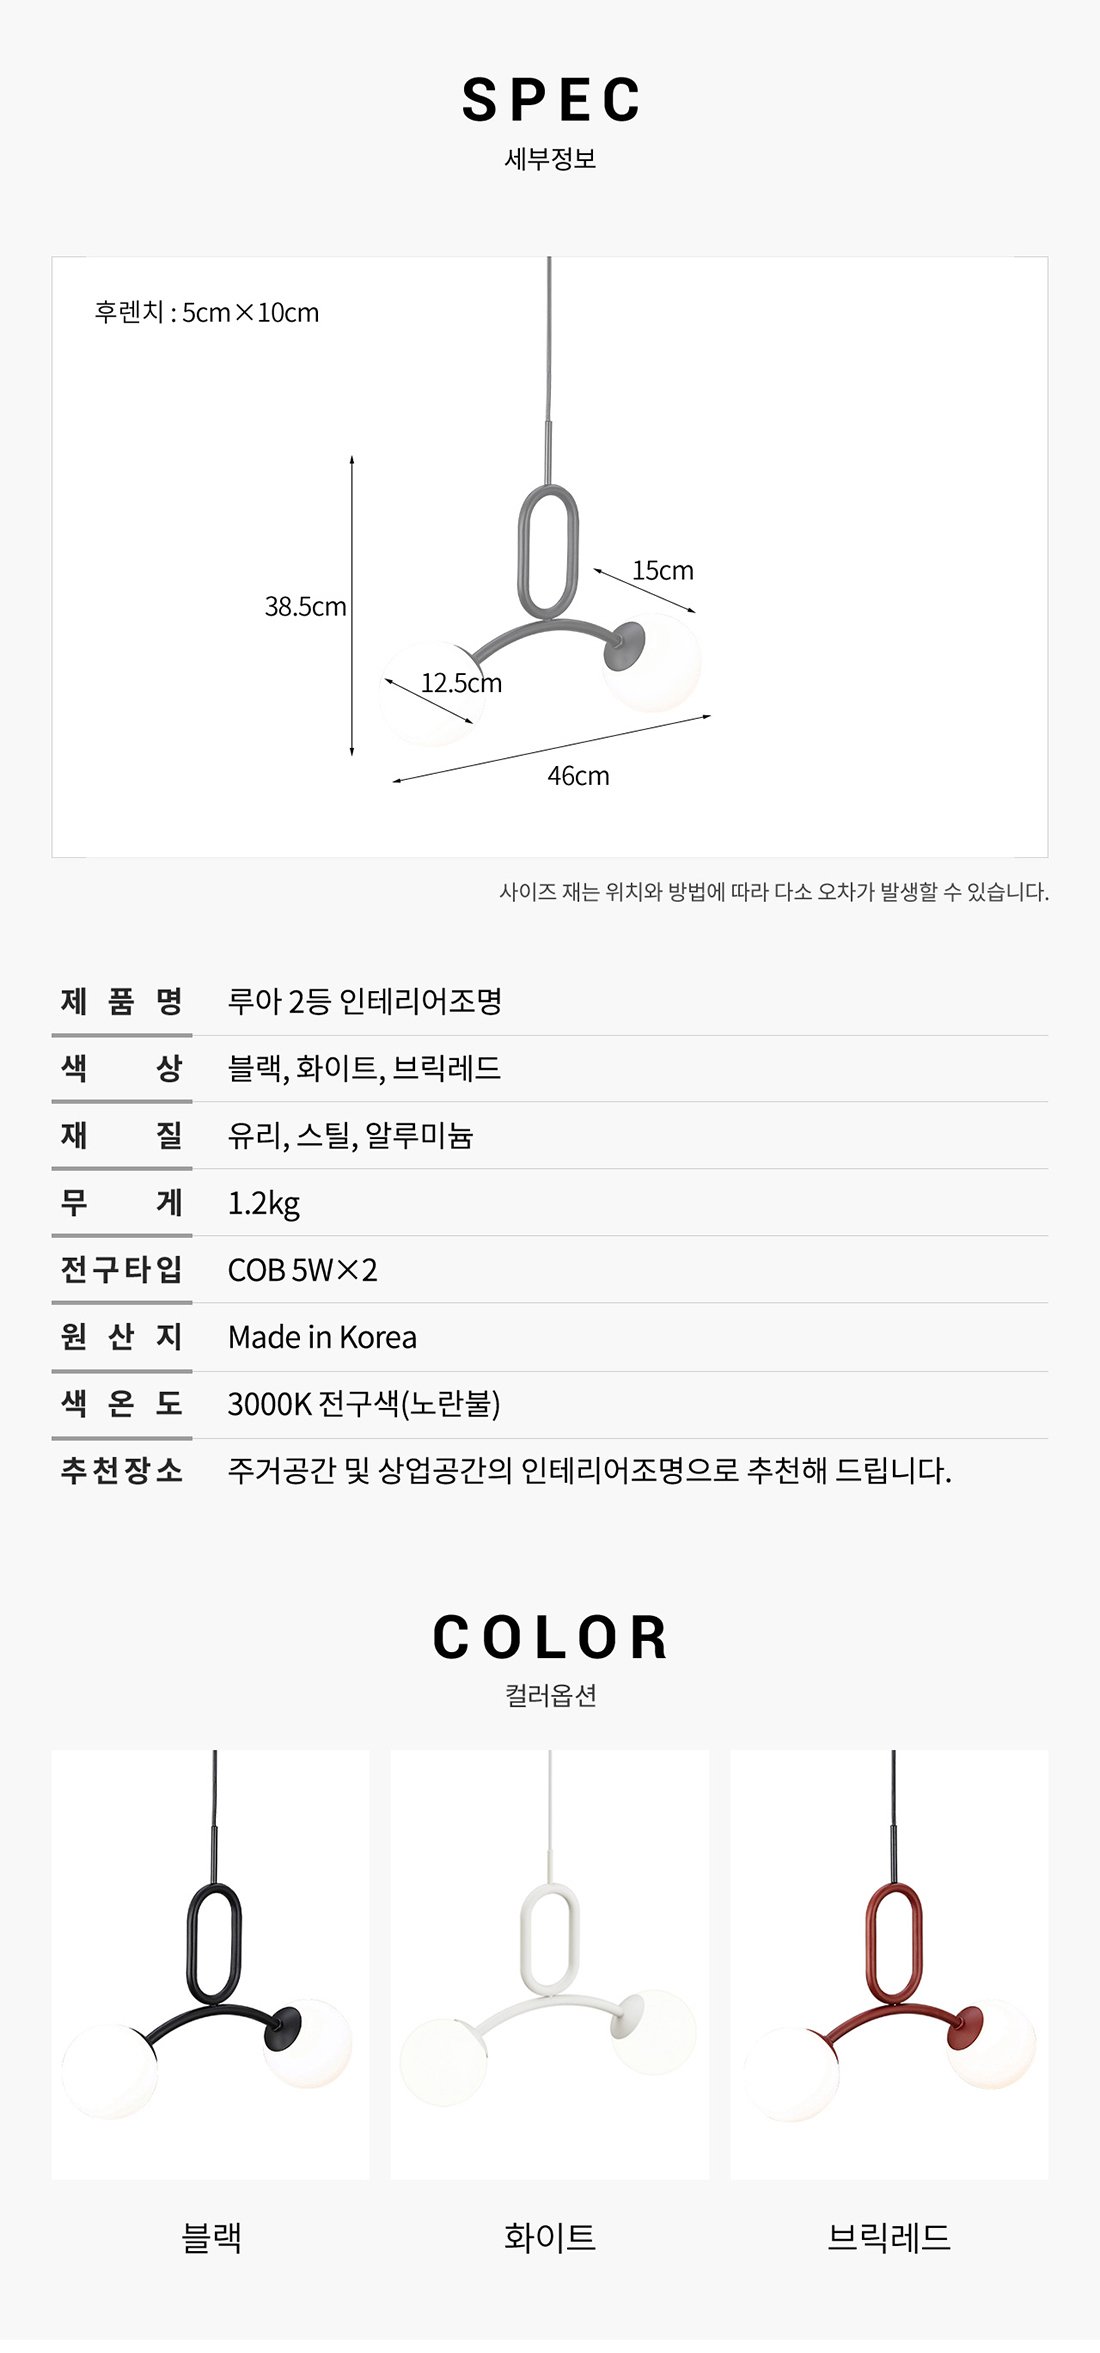 SPEC
세부정보
후렌치 : 5cm×10cm
15cm
38.5cm
12.5cm
46cm
사이즈 재는 위치와 방법에 따라 다소 오차가 발생할 수 있습니다.
제품명 루아 2등 인테리어조명
색상 블랙, 화이트, 브릭레드
재질 유리, 스틸, 알루미늄
무게 1.2kg
전구타입 COB 5W×2
원산지 Made in Korea
색온도 3000K 전구색(노란불)
추천장소 주거공간 및 상업공간의 인테리어조명으로 추천해 드립니다.
COLOR
컬러옵션
블랙 화이트 브릭레드